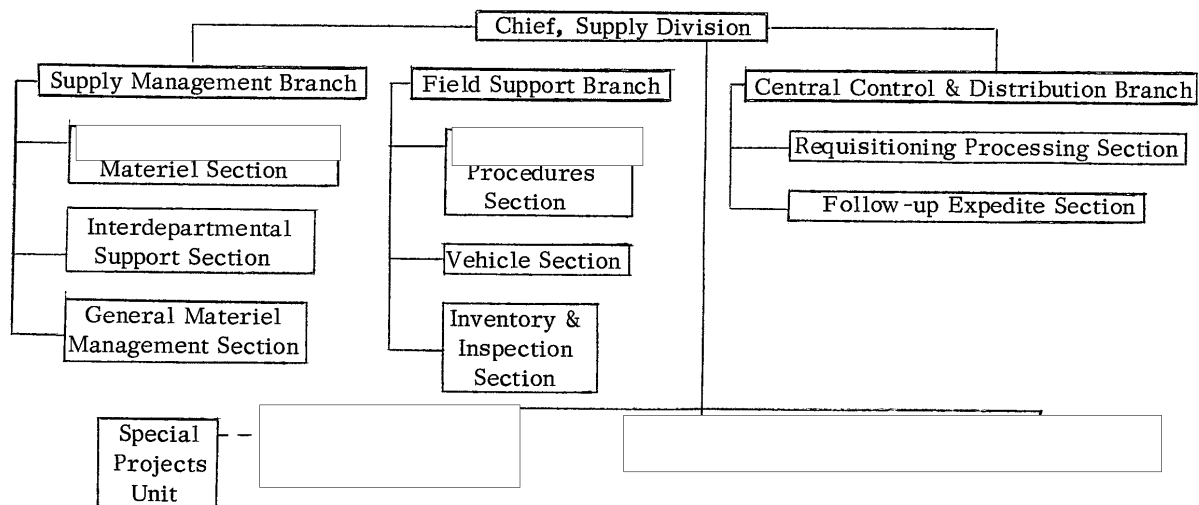 Chief, Supply Division
Supply Management Branch
Materiel Section
Interdepartmental
Support Section
General Materiel
Management Section
Field Support Branch
Procedures
Section
Vehicle Section
Inventory &
Inspection
Section
Central Control & Distribution Branch
Requisitioning Processing Section
Follow-up Expedite Section
Special
Projects
Unit